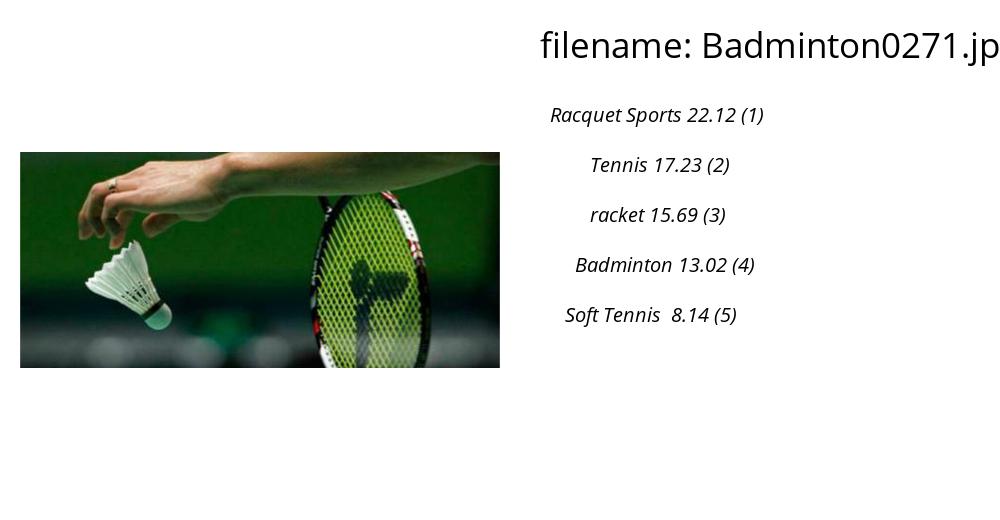 filename: Badminton0271.jp
Racquet Sports 22.12 (1)
Tennis 17.23 (2)
racket 15.69 (3)
Badminton 13.02 (4)
Soft Tennis 8.14 (5)